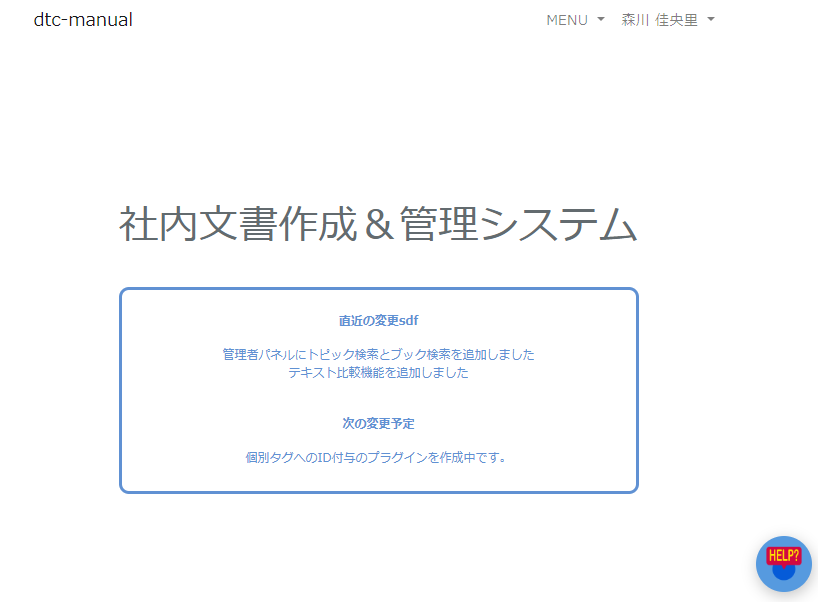 dtc-manual
MENU
森川 佳央里
社内文書作成＆管理システム
直近の変更sdf
管理者パネルにトピック検索とブック検索を追加しました
テキスト比較機能を追加しました
次の変更予定
個別タグへのID付与のプラグインを作成中です。
HELP?